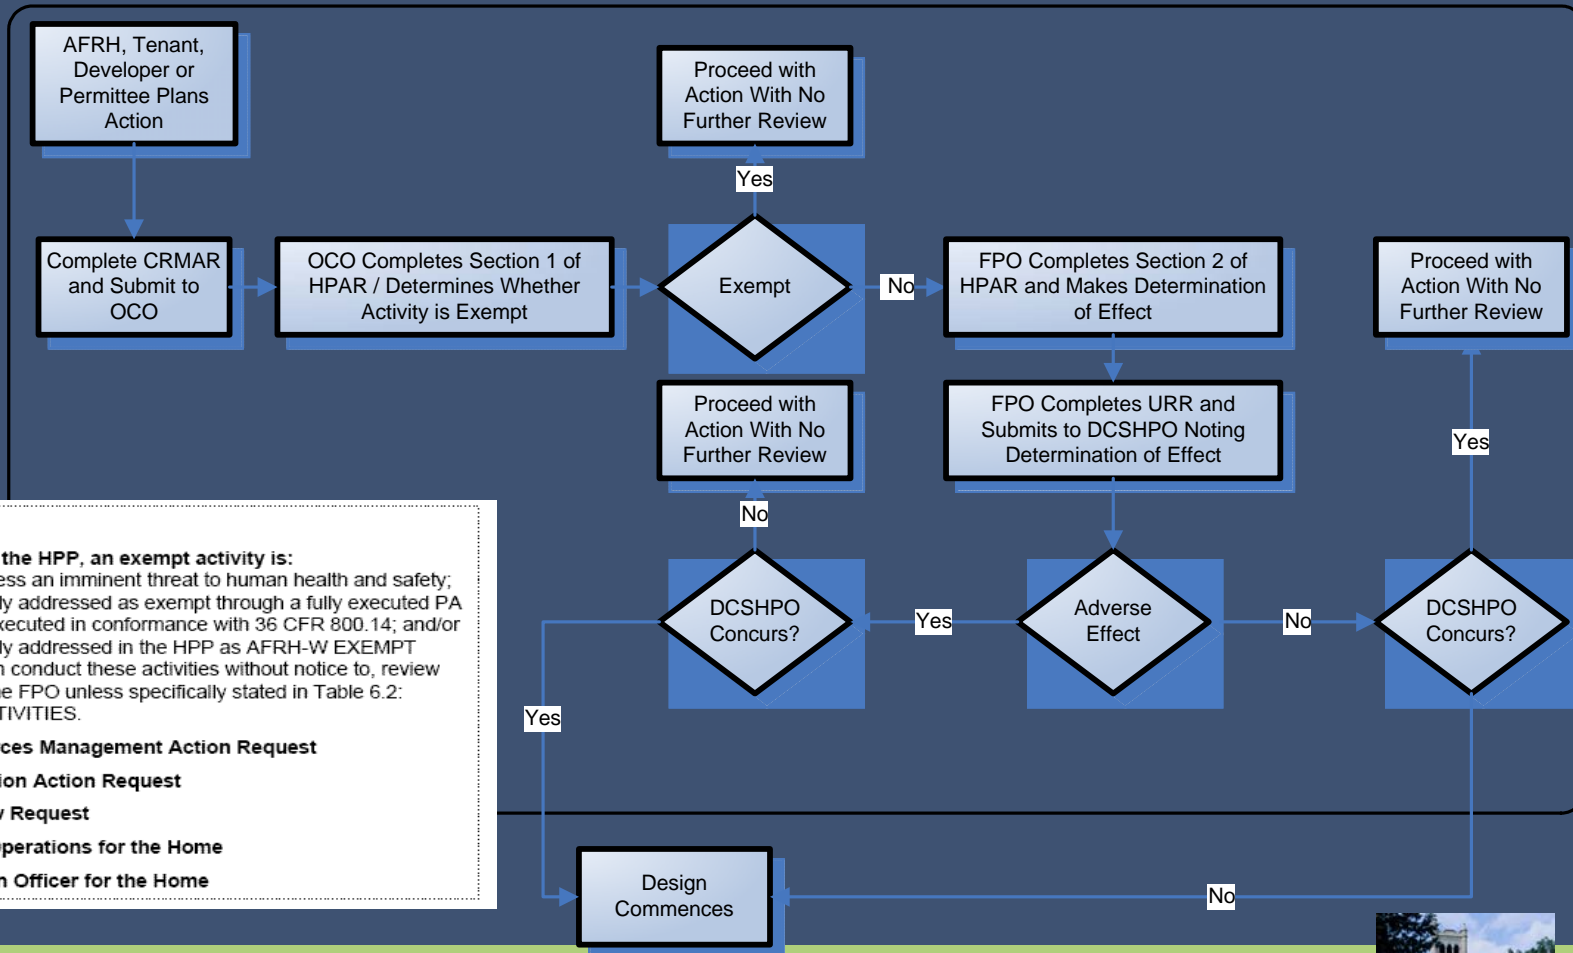 AFRH, Tenant,
Developer or
Permittee Plans
Action
Proceed with
Action With No
Further Review
Yes
Complete CRMAR
and Submit to
OCO
OCO Completes Section 1 of
HPAR / Determines Whether
Activity is Exempt
Exempt
No
FPO Completes Section 2 of
HPAR and Makes Determination
of Effect
Proceed with
Action With No
Further Review
Proceed with
Action With No
Further Review
FPO Completes URR and
Submits to DCSHPO Noting
Determination of Effect
Yes
No
DCSHPO
Concurs?
Yes
Adverse
Effect
No
DCSHPO
Concurs?
Yes
the HPP, an exempt activity is:
ess an imminent threat to human health and safety;
ly addressed as exempt through a fully executed PA
xecuted in conformance with 36 CFR 800.14; and/or
ly addressed in the HPP as AFRH-W EXEMPT
n conduct these activities without notice to, review
e FPO unless specifically stated in Table 6.2:
TIVITIES.
rces Management Action Request
ion Action Request
v Request
perations for the Home
n Officer for the Home
Design
Commences
No